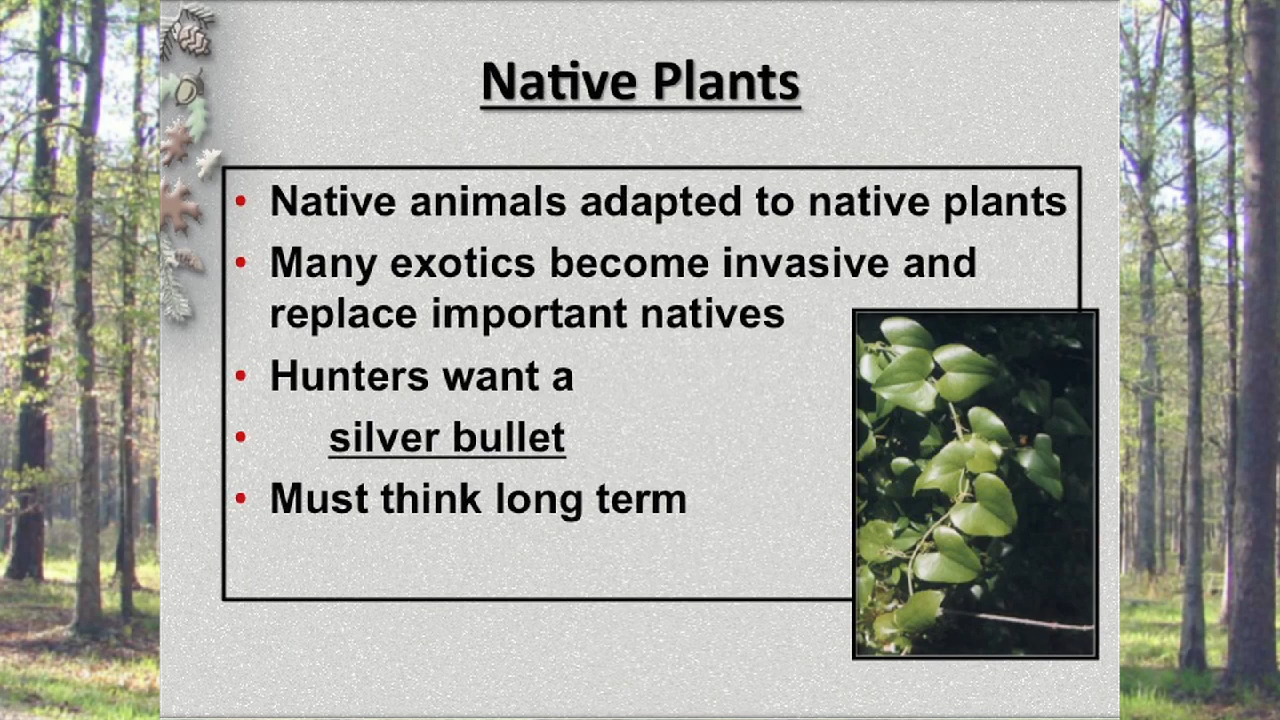 Native Plants
• Native animals adapted to native plants
• Many exotics become invasive and
replace important natives
• Hunters want a
• silver bullet
• Must think long term